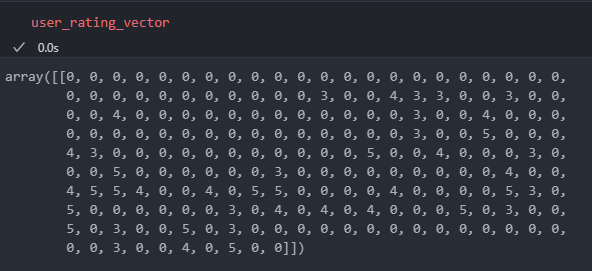 user_rating_vector
✓ 0.0s
array([[0, 0, 0, 0, 0, 0, 0, 0, 0, 0, 0, 0, 0, 0, 0, 0, 0, 0, 0, 0, 0, 0,
0, 0, 0, 0, 0, 0, 0, 0, 0, 0, 0, 3, 0, 0, 4, 3, 3, 0, 0, 3, 0, 0,
0, 0, 4, 0, 0, 0, 0, 0, 0, 0, 0, 0, 0, 0, 0, 3, 0, 0, 4, 0, 0, 0,
0, 0, 0, 0, 0, 0, 0, 0, 0, 0, 0, 0, 0, 0, 0, 3, 0, 0, 5, 0, 0, 0,
4, 3, 0, 0, 0, 0, 0, 0, 0, 0, 0, 0, 0, 5, 0, 0, 4, 0, 0, 0, 3, 0,
0, 0, 5, 0, 0, 0, 0, 0, 0, 3, 0, 0, 0, 0, 0, 0, 0, 0, 0, 4, 0, 0,
4, 5, 5, 4, 0, 0, 4, 0, 5, 5, 0, 0, 0, 0, 4, 0, 0, 0, 0, 5, 3, 0,
5, 0, 0, 0, 0, 0, 0, 3, 0, 4, 0, 4, 0, 4, 0, 0, 0, 5, 0, 3, 0, 0,
5, 0, 3, 0, 0, 5, 0, 3, 0, 0, 0, 0, 0, 0, 0, 0, 0, 0, 0, 0, 0, 0,
0, 0, 3, 0, 0, 4, 0, 5, 0, 0]])